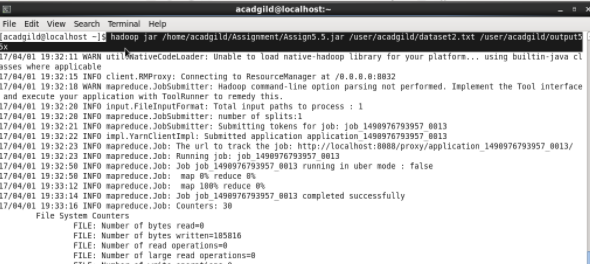 acadgild@localhost:~
File Edit View Search Terminal Help
[acadgild@localhost ~]$ hadoop jar /home/acadgild/Assignment/Assign5.5.jar /user/acadgild/dataset2.txt /user/acadgild/output5
5x
17/04/01 19:32:11 WARN util.NativeCodeLoader: Unable to load native-hadoop library for your platform... using builtin-java cl
asses where applicable
17/04/01 19:32:15 INFO client.RMProxy: Connecting to ResourceManager at /0.0.0.0:8032
17/04/01 19:32:18 WARN mapreduce.JobSubmitter: Hadoop command-line option parsing not performed. Implement the Tool interface
and execute your application with ToolRunner to remedy this.
17/04/01 19:32:20 INFO input.FileInputFormat: Total input paths to process : 1
17/04/01 19:32:20 INFO mapreduce.JobSubmitter: number of splits:1
17/04/01 19:32:21 INFO mapreduce.JobSubmitter: Submitting tokens for job: job_1490976793957_0013
17/04/01 19:32:22 INFO impl.YarnClientImpl: Submitted application application_1490976793957_0013
17/04/01 19:32:23 INFO mapreduce.Job: The url to track the job: http://localhost:8088/proxy/application_1490976793957_0013/
17/04/01 19:32:23 INFO mapreduce.Job: Running job: job_1490976793957_0013
17/04/01 19:32:50 INFO mapreduce.Job: Job job_1490976793957_0013 running in uber mode : false
17/04/01 19:32:50 INFO mapreduce.Job: map 0% reduce 0%
17/04/01 19:33:12 INFO mapreduce.Job: map 100% reduce 0%
17/04/01 19:33:14 INFO mapreduce.Job: Job job_1490976793957_0013 completed successfully
17/04/01 19:33:16 INFO mapreduce.Job: Counters: 30
File System Counters
FILE: Number of bytes read=0
FILE: Number of bytes written=105816
FILE: Number of read operations=0
FILE: Number of large read operations=0